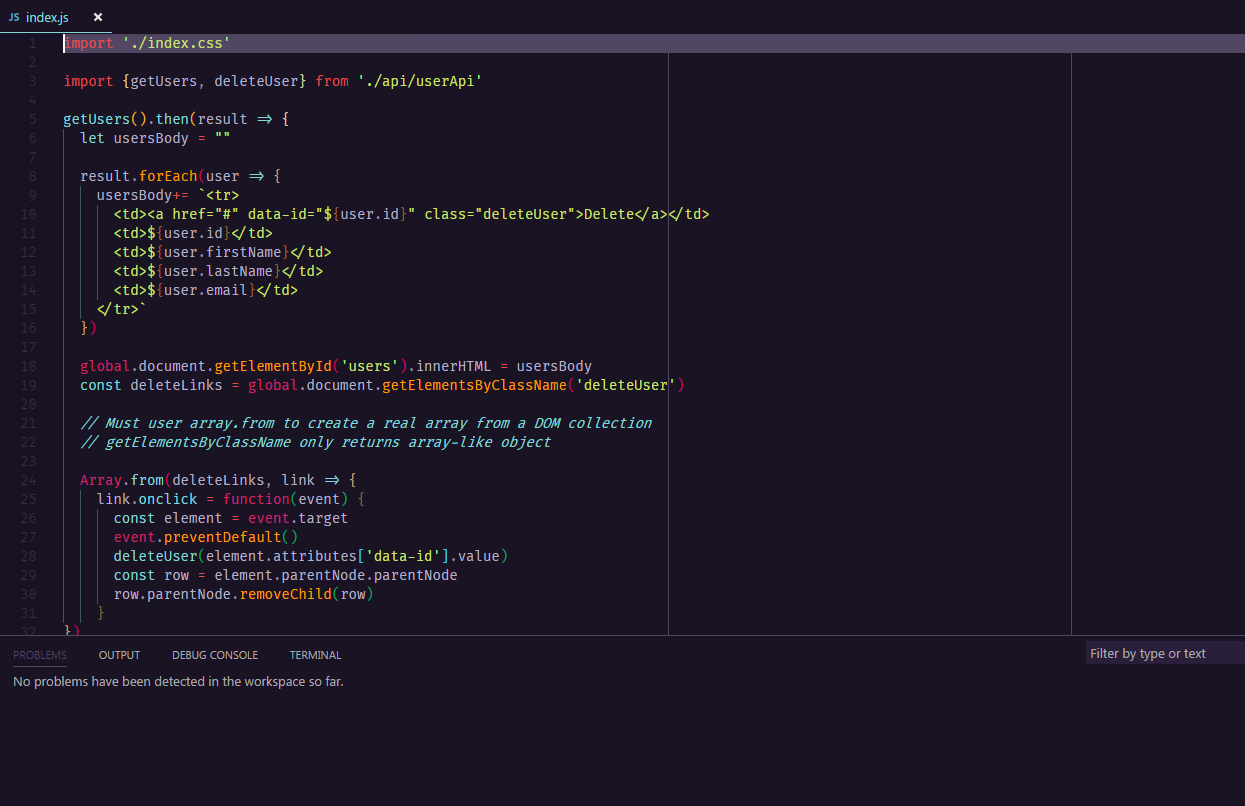 JS index.js ×
1 import './index.css'
2
3 import {getUsers, deleteUser} from './api/userApi'
4
5 getUsers().then(result => {
6 let usersBody = ""
7
8 result.forEach(user => {
9 usersBody+= `<tr>
10 <td><a href="#" data-id="${user.id}" class="deleteUser">Delete</a></td>
11 <td>${user.id}</td>
12 <td>${user.firstName}</td>
13 <td>${user.lastName}</td>
14 <td>${user.email}</td>
15 </tr>`
16 })
17
18 global.document.getElementById('users').innerHTML = usersBody
19 const deleteLinks = global.document.getElementsByClassName('deleteUser')
20
21 // Must user array.from to create a real array from a DOM collection
22 // getElementsByClassName only returns array-like object
23
24 Array.from(deleteLinks, link => {
25 link.onclick = function(event) {
26 const element = event.target
27 event.preventDefault()
28 deleteUser(element.attributes['data-id'].value)
29 const row = element.parentNode.parentNode
30 row.parentNode.removeChild(row)
31 }
32 })
PROBLEMS OUTPUT DEBUG CONSOLE TERMINAL Filter by type or text
No problems have been detected in the workspace so far.